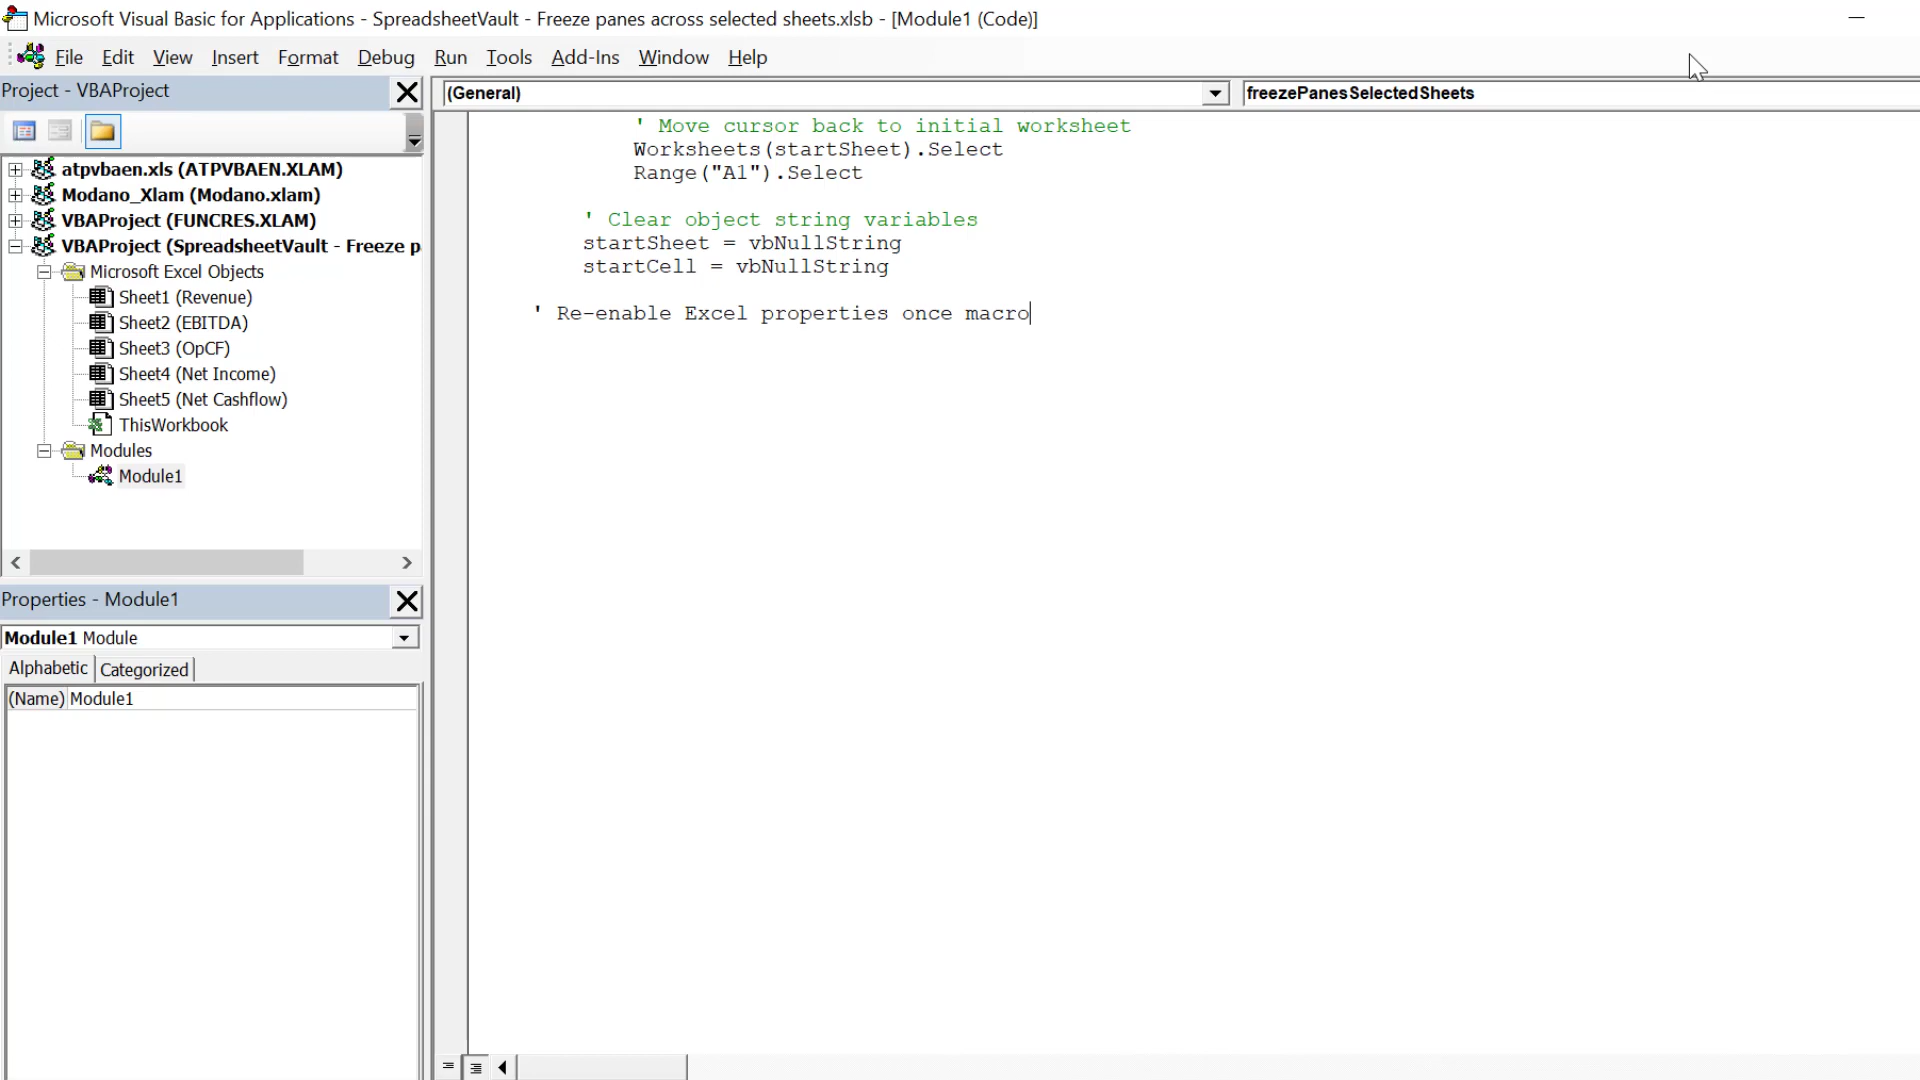 Microsoft Visual Basic for Applications - SpreadsheetVault - Freeze panes across selected sheets.xlsb - [Module1 (Code)]
File Edit View Insert Format Debug Run Tools Add-Ins Window Help
Project - VBAProject
(General)
freezePanesSelectedSheets
atpvbaen.xls (ATPVBAEN.XLAM)
Modano_Xlam (Modano.xlam)
VBAProject (FUNCRES.XLAM)
VBAProject (SpreadsheetVault - Freeze p
Microsoft Excel Objects
Sheet1 (Revenue)
Sheet2 (EBITDA)
Sheet3 (OpCF)
Sheet4 (Net Income)
Sheet5 (Net Cashflow)
ThisWorkbook
Modules
Module1
Properties - Module1
Module1 Module
Alphabetic Categorized
(Name) Module1
' Move cursor back to initial worksheet
Worksheets(startSheet).Select
Range("A1").Select
' Clear object string variables
startSheet = vbNullString
startCell = vbNullString
' Re-enable Excel properties once macro